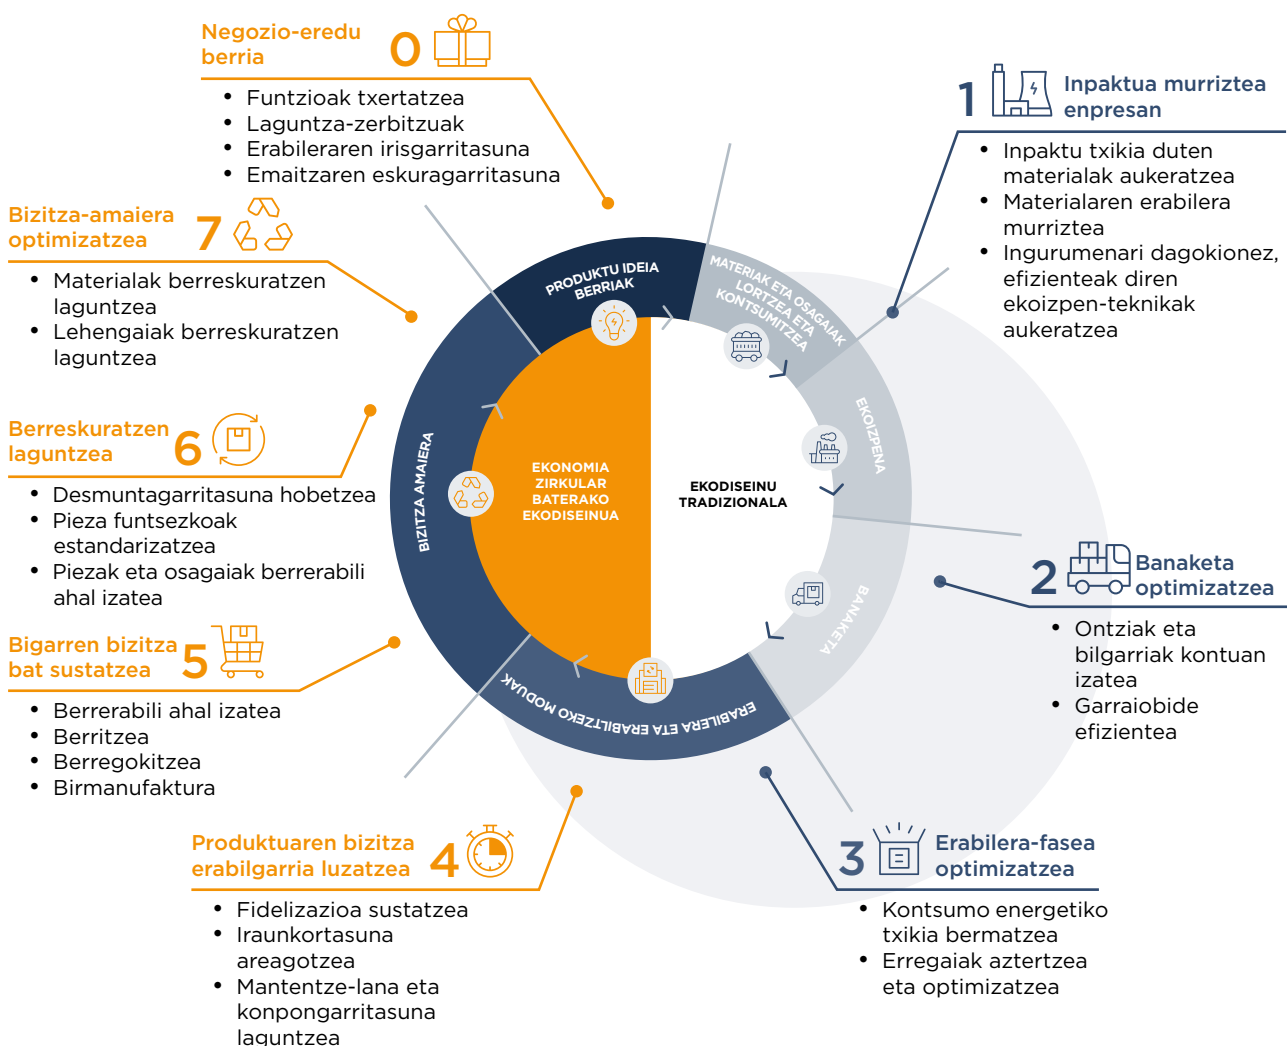 Negozio-eredu
berria
0
• Funtzioak txertatzea
• Laguntza-zerbitzuak
• Erabileraren irisgarritasuna
• Emaitzaren eskuragarritasuna
1
Inpaktua murriztea
enpresan
• Inpaktu txikia duten
materialak aukeratzea
• Materialaren erabilera
murriztea
• Ingurumenari dagokionez,
efizienteak diren
ekoizpen-teknikak
aukeratzea
Bizitza-amaiera
optimizatzea
7
• Materialak berreskuratzen
laguntzea
• Lehengaiak berreskuratzen
laguntzea
PRODUKTU IDEIA
BERRIAK
MATERIAK ETA OSAGAIAK
LORTZEA ETA
KONTSUMITZEA
EKOIZPENA
BANAKETA
ERABILERA ETA ERABILTZEKO MODUAK
BIZITZA AMAIERA
EKONOMIA
ZIRKULAR
BATERAKO
EKODISEINUA
EKODISEINU
TRADIZIONALA
Berreskuratzen
laguntzea
6
• Desmuntagarritasuna hobetzea
• Pieza funtsezkoak
estandarizatzea
• Piezak eta osagaiak berrerabili
ahal izatea
2
Banaketa
optimizatzea
• Ontziak eta
bilgarriak kontuan
izatea
• Garraiobide
efizientea
Bigarren bizitza
bat sustatzea
5
• Berrerabili ahal izatea
• Berritzea
• Berregokitzea
• Birmanufaktura
Produktuaren bizitza
erabilgarria luzatzea
4
• Fidelizazioa sustatzea
• Iraunkortasuna
areagotzea
• Mantentze-lana eta
konpongarritasuna
laguntzea
3
Erabilera-fasea
optimizatzea
• Kontsumo energetiko
txikia bermatzea
• Erregaiak aztertzea
eta optimizatzea